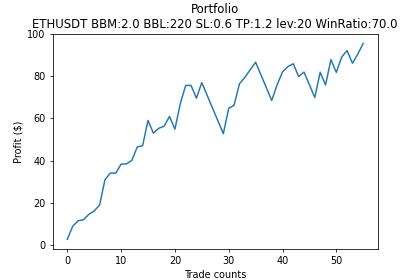 Portfolio
ETHUSDT BBM:2.0 BBL:220 SL:0.6 TP:1.2 lev:20 WinRatio:70.0
100
80
60
40
20
0
Profit ($)
0 10 20 30 40 50
Trade counts